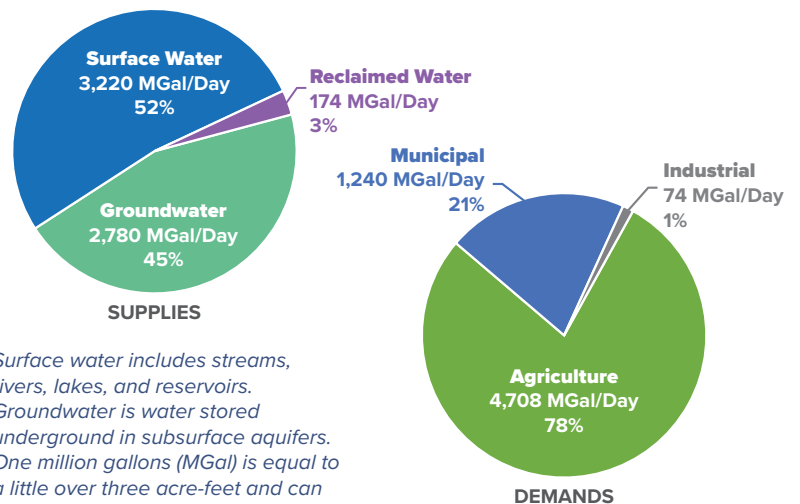 Surface Water
3,220 MGal/Day
52%
Reclaimed Water
174 MGal/Day
3%
Groundwater
2,780 MGal/Day
45%
SUPPLIES
Municipal
1,240 MGal/Day
21%
Industrial
74 MGal/Day
1%
Agriculture
4,708 MGal/Day
78%
DEMANDS
Surface water includes streams,
ivers, lakes, and reservoirs.
Groundwater is water stored
underground in subsurface aquifers.
One million gallons (MGal) is equal to
a little over three acre-feet and can